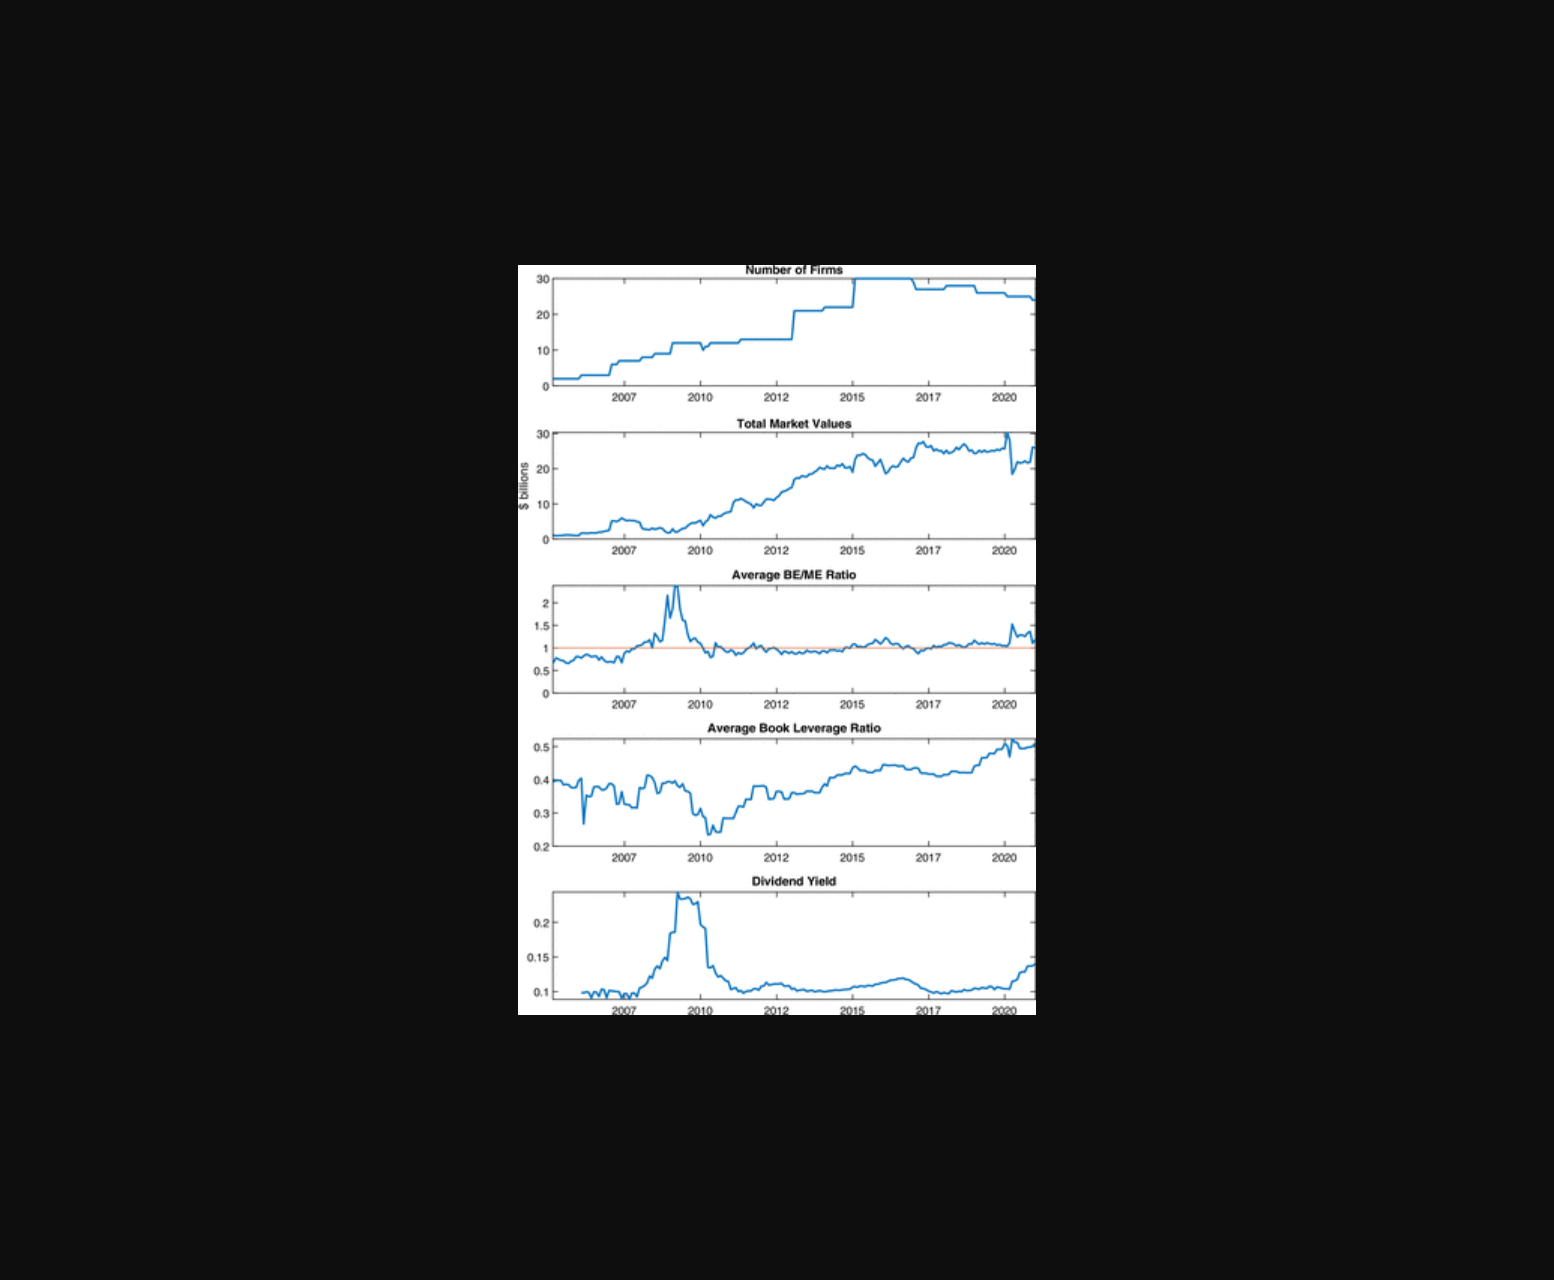 Number of Firms
30
20
10
0
2007 2010 2012 2015 2017 2020
Total Market Values
$ billions
30
20
10
0
2007 2010 2012 2015 2017 2020
Average BE/ME Ratio
2
1.5
1
0.5
0
2007 2010 2012 2015 2017 2020
Average Book Leverage Ratio
0.5
0.4
0.3
0.2
2007 2010 2012 2015 2017 2020
Dividend Yield
0.2
0.15
0.1
2007 2010 2012 2015 2017 2020